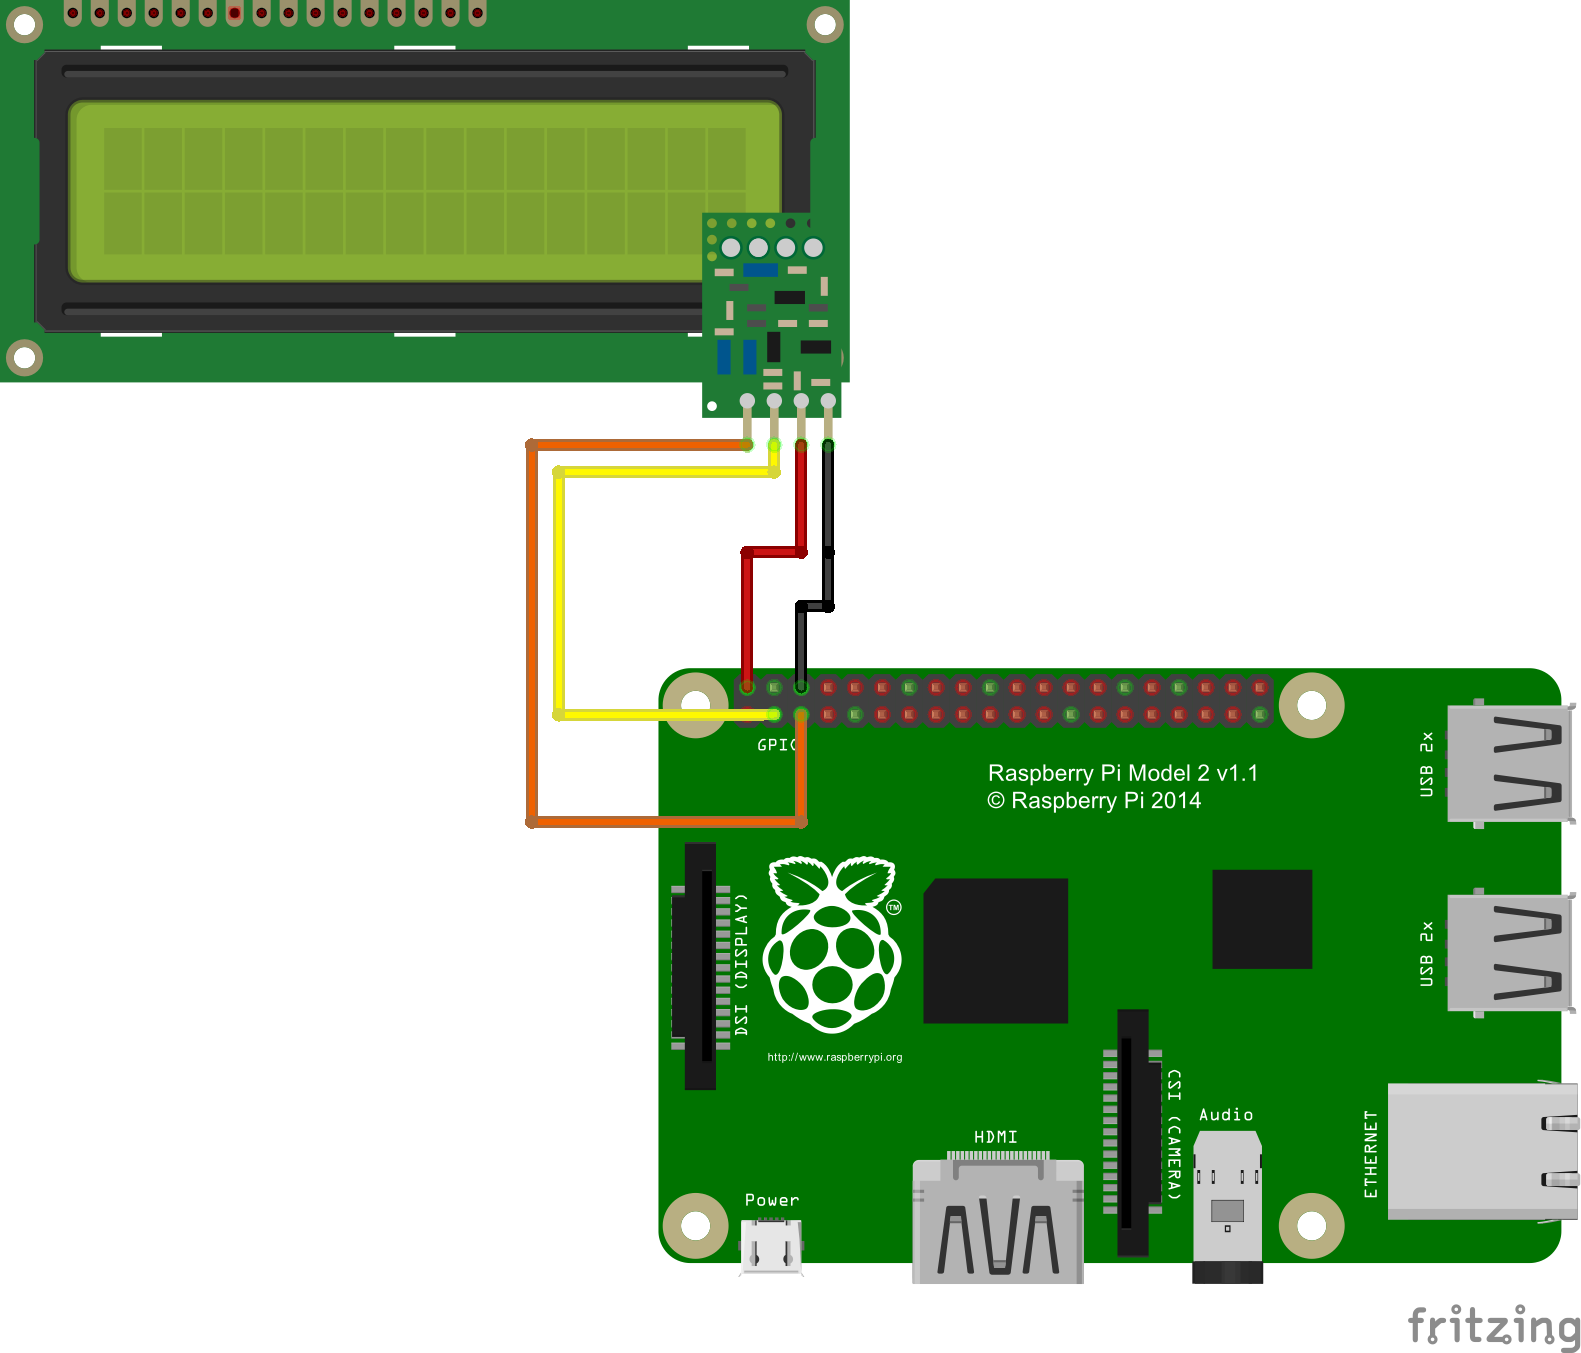 GPIO
Raspberry Pi Model 2 v1.1
© Raspberry Pi 2014
USB 2x
DSI (DISPLAY)
TM
USB 2x
http://www.raspberrypi.org
CSI (CAMERA)
Audio
ETHERNET
HDMI
Power
fritzing